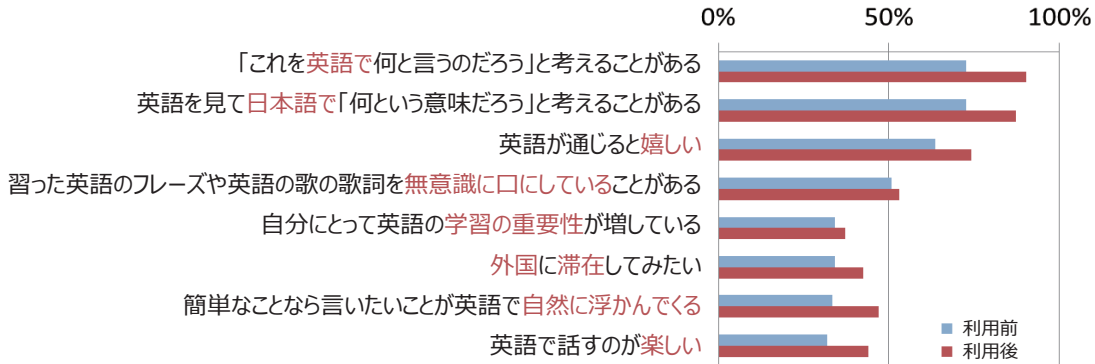 0% 50% 100%
「これを英語で何と言うのだろう」と考えることがある
英語を見て日本語で「何という意味だろう」と考えることがある
英語が通じると嬉しい
習った英語のフレーズや英語の歌の歌詞を無意識に口にしていることがある
自分にとって英語の学習の重要性が増している
外国に滞在してみたい
簡単なことなら言いたいことが英語で自然に浮かんでくる
英語で話すのが楽しい
利用前
利用後